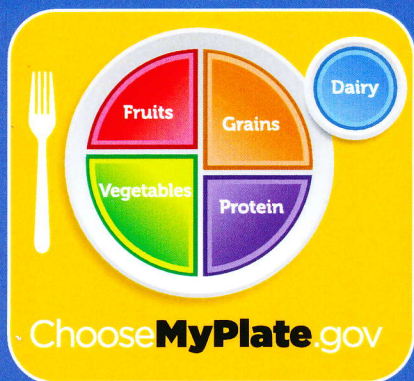 Dairy
Fruits
Grains
Vegetables
Protein
ChooseMyPlate.gov